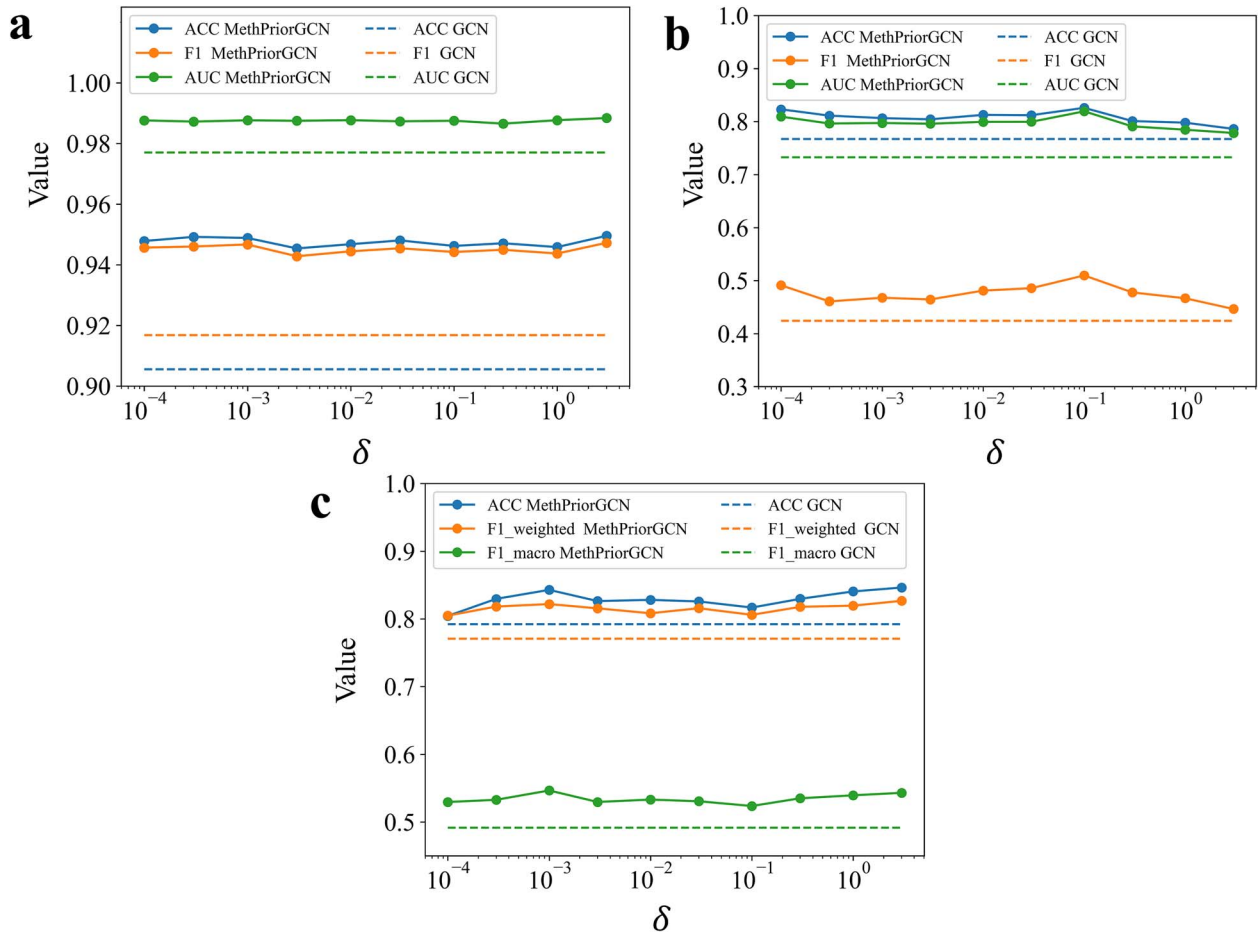 a
ACC MethPriorGCN
F1 MethPriorGCN
AUC MethPriorGCN
ACC GCN
F1 GCN
AUC GCN
Value
1.00
0.98
0.96
0.94
0.92
0.90
10⁻⁴ 10⁻³ 10⁻² 10⁻¹ 10⁰
δ
b
ACC MethPriorGCN
F1 MethPriorGCN
AUC MethPriorGCN
ACC GCN
F1 GCN
AUC GCN
Value
1.0
0.9
0.8
0.7
0.6
0.5
0.4
0.3
10⁻⁴ 10⁻³ 10⁻² 10⁻¹ 10⁰
δ
c
ACC MethPriorGCN
F1_weighted MethPriorGCN
F1_macro MethPriorGCN
ACC GCN
F1_weighted GCN
F1_macro GCN
Value
1.0
0.9
0.8
0.7
0.6
0.5
10⁻⁴ 10⁻³ 10⁻² 10⁻¹ 10⁰
δ